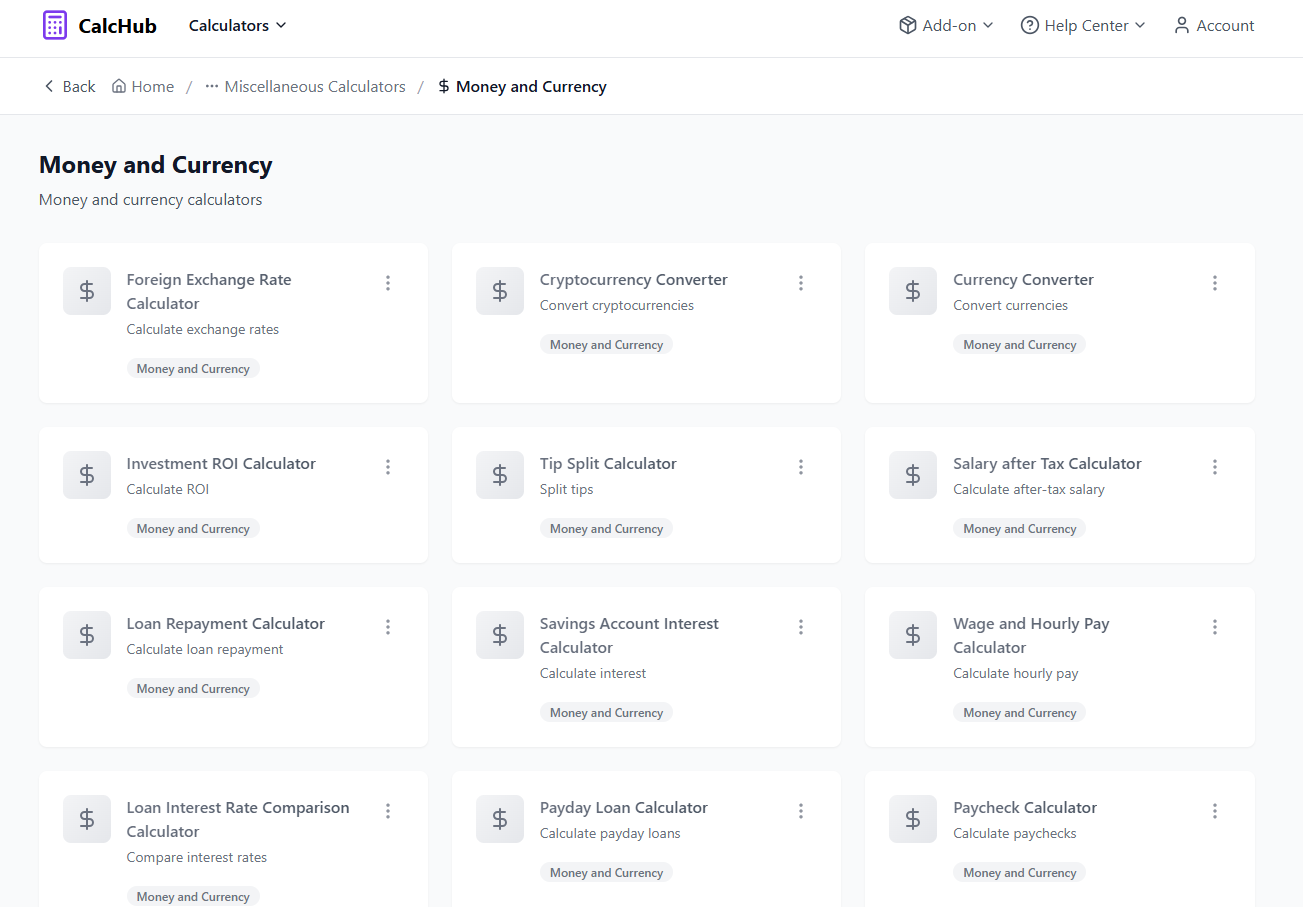 CalcHub
Calculators
Add-on
Help Center
Account
Back
Home
/
Miscellaneous Calculators
/
Money and Currency
Money and Currency
Money and currency calculators
Foreign Exchange Rate
Calculator
Calculate exchange rates
Money and Currency
Cryptocurrency Converter
Convert cryptocurrencies
Money and Currency
Currency Converter
Convert currencies
Money and Currency
Investment ROI Calculator
Calculate ROI
Money and Currency
Tip Split Calculator
Split tips
Money and Currency
Salary after Tax Calculator
Calculate after-tax salary
Money and Currency
Loan Repayment Calculator
Calculate loan repayment
Money and Currency
Savings Account Interest
Calculator
Calculate interest
Money and Currency
Wage and Hourly Pay
Calculator
Calculate hourly pay
Money and Currency
Loan Interest Rate Comparison
Calculator
Compare interest rates
Money and Currency
Payday Loan Calculator
Calculate payday loans
Money and Currency
Paycheck Calculator
Calculate paychecks
Money and Currency